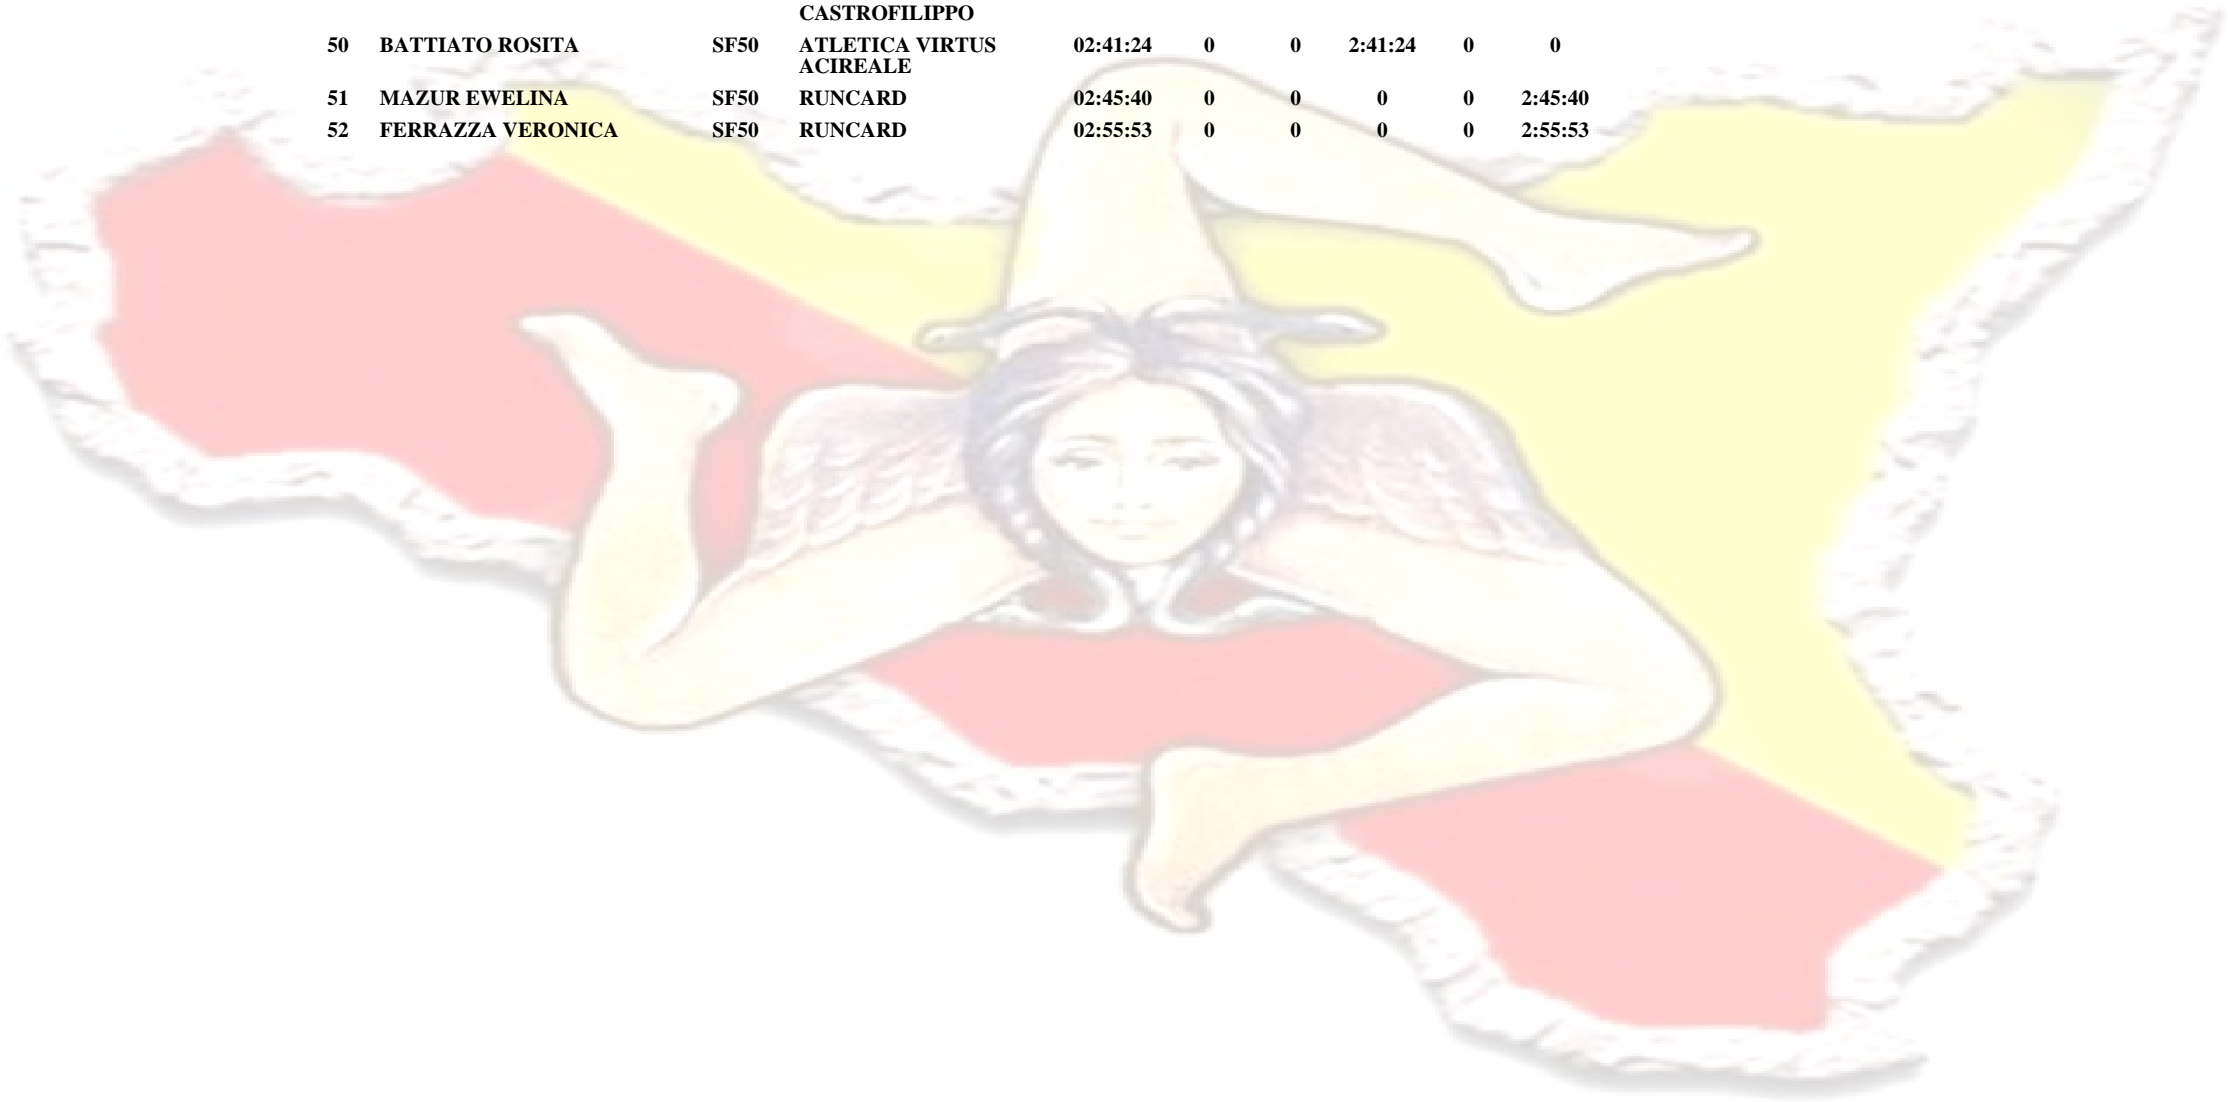 CASTROFILIPPO
50 BATTIATO ROSITA SF50 ATLETICA VIRTUS 02:41:24 0 0 2:41:24 0 0
ACIREALE
51 MAZUR EWELINA SF50 RUNCARD 02:45:40 0 0 0 0 2:45:40
52 FERRAZZA VERONICA SF50 RUNCARD 02:55:53 0 0 0 0 2:55:53